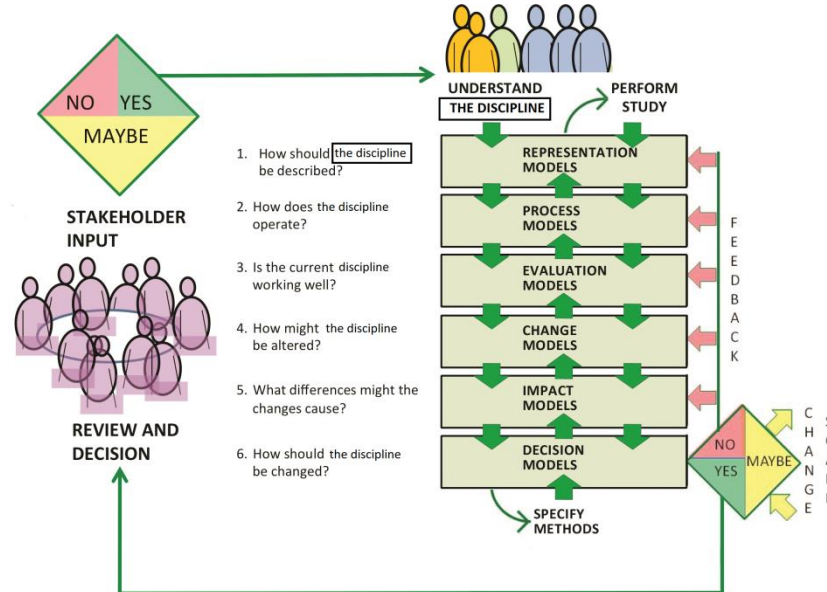 NO YES
MAYBE
STAKEHOLDER
INPUT
REVIEW AND
DECISION
1. How should the discipline
be described?
2. How does the discipline
operate?
3. Is the current discipline
working well?
4. How might the discipline
be altered?
5. What differences might the
changes cause?
6. How should the discipline
be changed?
UNDERSTAND
THE DISCIPLINE
PERFORM
STUDY
REPRESENTATION
MODELS
PROCESS
MODELS
EVALUATION
MODELS
CHANGE
MODELS
IMPACT
MODELS
DECISION
MODELS
SPECIFY
METHODS
FEEDBACK
NO
YES
MAYBE
CHANGE